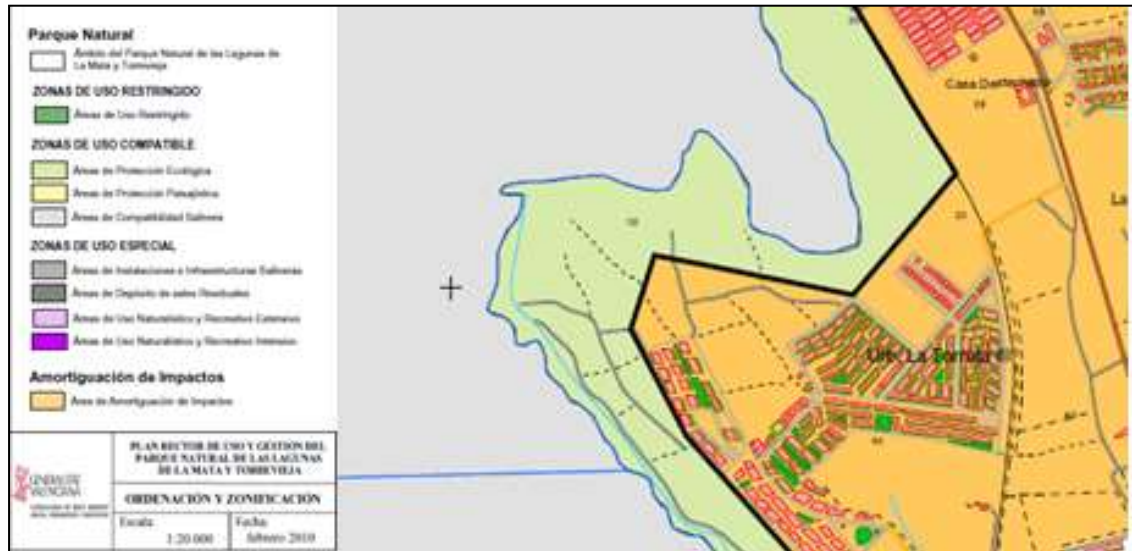 Parque Natural
Ámbito del Parque Natural de las Lagunas de
La Mata y Torrevieja
ZONAS DE USO RESTRINGIDO
Áreas de Uso Restringido
ZONAS DE USO COMPATIBLE
Áreas de Protección Ecológica
Áreas de Protección Paisajística
Áreas de Compatibilidad Salinera
ZONAS DE USO ESPECIAL
Áreas de Instalaciones e Infraestructuras Salineras
Áreas de Depósito de sales Residuales
Áreas de Uso Naturalístico y Recreativo Extensivo
Áreas de Uso Naturalístico y Recreativo Intensivo
Amortiguación de Impactos
Área de Amortiguación de Impactos
GENERALITAT
VALENCIANA
PLAN RECTOR DE USO Y GESTIÓN DEL
PARQUE NATURAL DE LAS LAGUNAS
DE LA MATA Y TORREVIEJA
ORDENACIÓN Y ZONIFICACIÓN
Escala:
1:20.000
Fecha:
febrero 2010
Casa
La
Urb. La Torreta